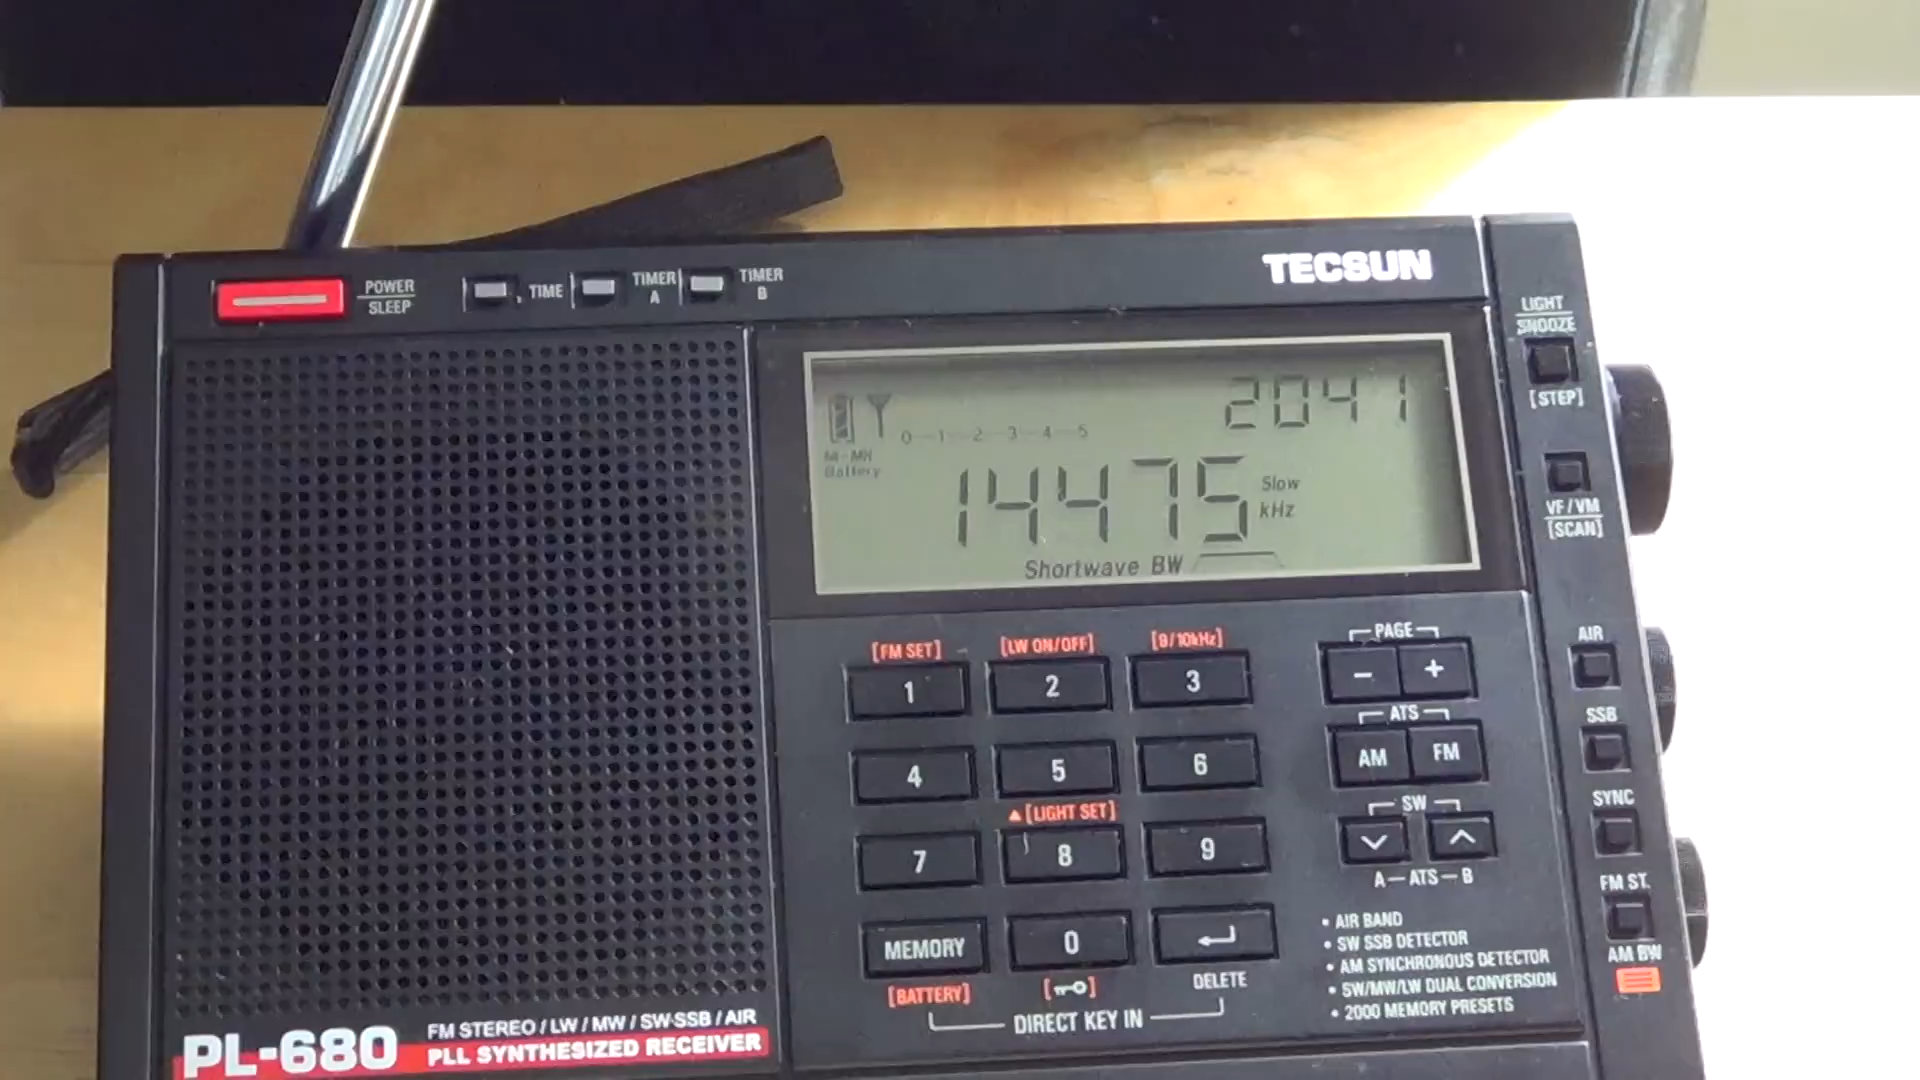 POWER
SLEEP
TIME
TIMER
A
TIMER
B
TECSUN
LIGHT
SNOOZE
[STEP]
2041
0-1-2-3-4-5
Ni-MH
Battery
14475
Slow
kHz
Shortwave BW
VF/VM
[SCAN]
[FM SET]
[LW ON/OFF]
[9/10kHz]
PAGE
1
2
3
-
+
AIR
ATS
SSB
4
5
6
AM
FM
[LIGHT SET]
SW
SYNC
7
8
9
A-ATS-B
FM ST.
MEMORY
0
DELETE
[BATTERY]
DIRECT KEY IN
• AIR BAND
• SW SSB DETECTOR
• AM SYNCHRONOUS DETECTOR
• SW/MW/LW DUAL CONVERSION
• 2000 MEMORY PRESETS
AM BW
PL-680
FM STEREO / LW / MW / SW-SSB / AIR
PLL SYNTHESIZED RECEIVER